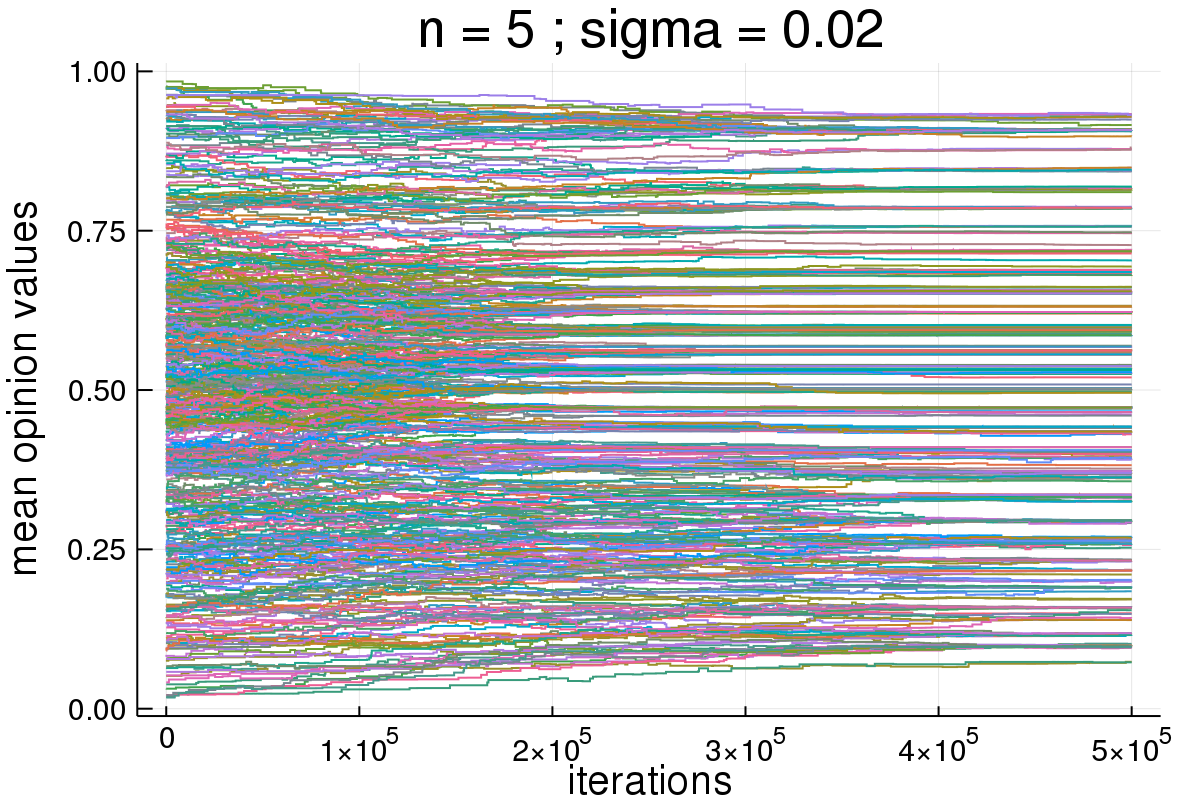 n = 5 ; sigma = 0.02
1.00
0.75
0.50
0.25
0.00
mean opinion values
0 1×10⁵ 2×10⁵ 3×10⁵ 4×10⁵ 5×10⁵
iterations